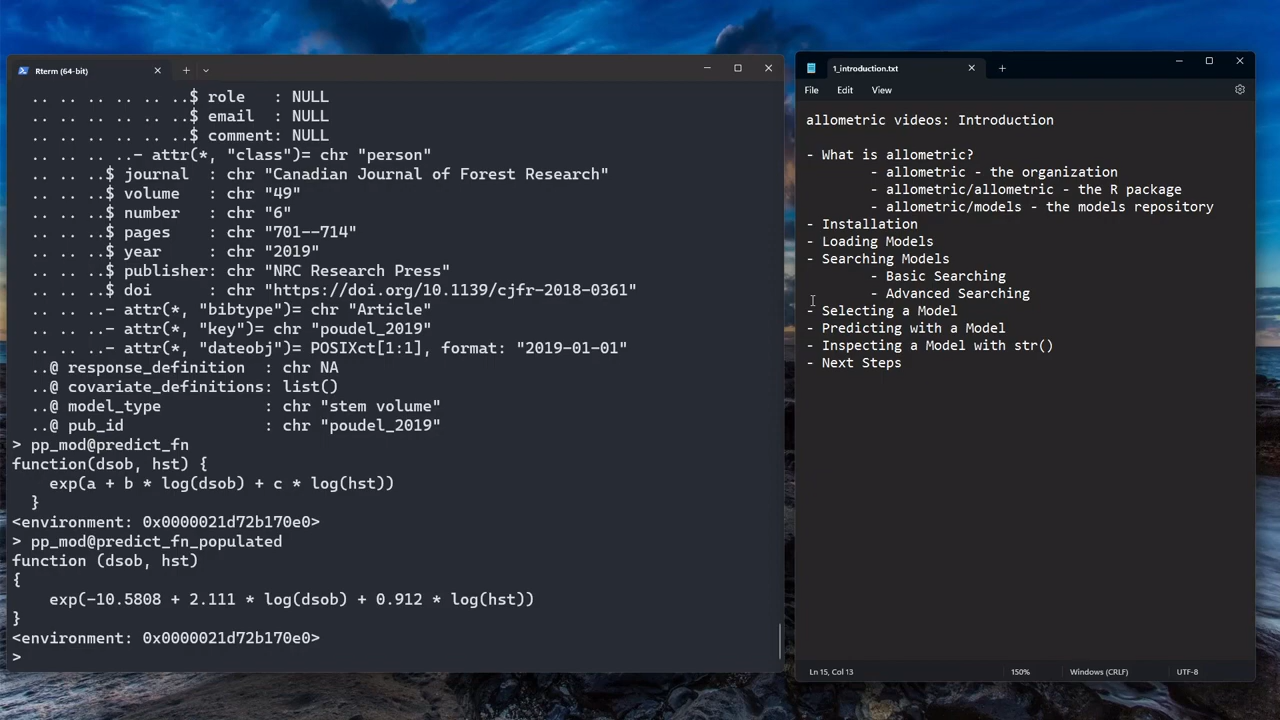 Rterm (64-bit)
.. .. .. .. .. ..$ role   : NULL
.. .. .. .. .. ..$ email  : NULL
.. .. .. .. .. ..$ comment: NULL
.. .. .. .. ..- attr(*, "class")= chr "person"
.. .. .. ..$ journal  : chr "Canadian Journal of Forest Research"
.. .. .. ..$ volume   : chr "49"
.. .. .. ..$ number   : chr "6"
.. .. .. ..$ pages    : chr "701--714"
.. .. .. ..$ year     : chr "2019"
.. .. .. ..$ publisher: chr "NRC Research Press"
.. .. .. ..$ doi      : chr "https://doi.org/10.1139/cjfr-2018-0361"
.. .. .. ..- attr(*, "bibtype")= chr "Article"
.. .. .. ..- attr(*, "key")= chr "poudel_2019"
.. .. .. ..- attr(*, "dateobj")= POSIXct[1:1], format: "2019-01-01"
..@ response_definition  : chr NA
..@ covariate_definitions: list()
..@ model_type           : chr "stem volume"
..@ pub_id               : chr "poudel_2019"
> pp_mod@predict_fn
function(dsob, hst) {
    exp(a + b * log(dsob) + c * log(hst))
  }
<environment: 0x0000021d72b170e0>
> pp_mod@predict_fn_populated
function (dsob, hst)
{
    exp(-10.5808 + 2.111 * log(dsob) + 0.912 * log(hst))
}
<environment: 0x0000021d72b170e0>
>
1_introduction.txt
File Edit View
allometric videos: Introduction
- What is allometric?
- allometric - the organization
- allometric/allometric - the R package
- allometric/models - the models repository
- Installation
- Loading Models
- Searching Models
- Basic Searching
- Advanced Searching
- Selecting a Model
- Predicting with a Model
- Inspecting a Model with str()
- Next Steps
Ln 15, Col 13 150% Windows (CRLF) UTF-8